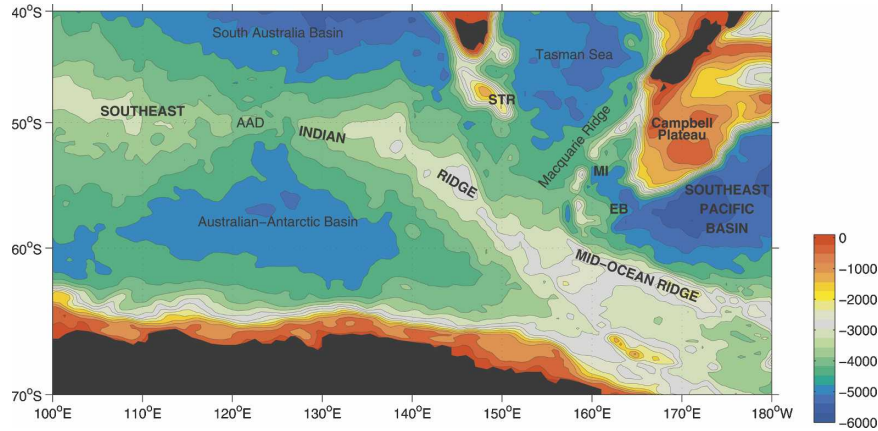 40°S
South Australia Basin
Tasman Sea
SOUTHEAST
STR
50°S
AAD
INDIAN
Campbell
Plateau
Macquarie Ridge
MI
RIDGE
SOUTHEAST
PACIFIC
BASIN
EB
Australian–Antarctic Basin
60°S
MID–OCEAN RIDGE
0
−1000
−2000
−3000
−4000
−5000
−6000
70°S
100°E
110°E
120°E
130°E
140°E
150°E
160°E
170°E
180°W